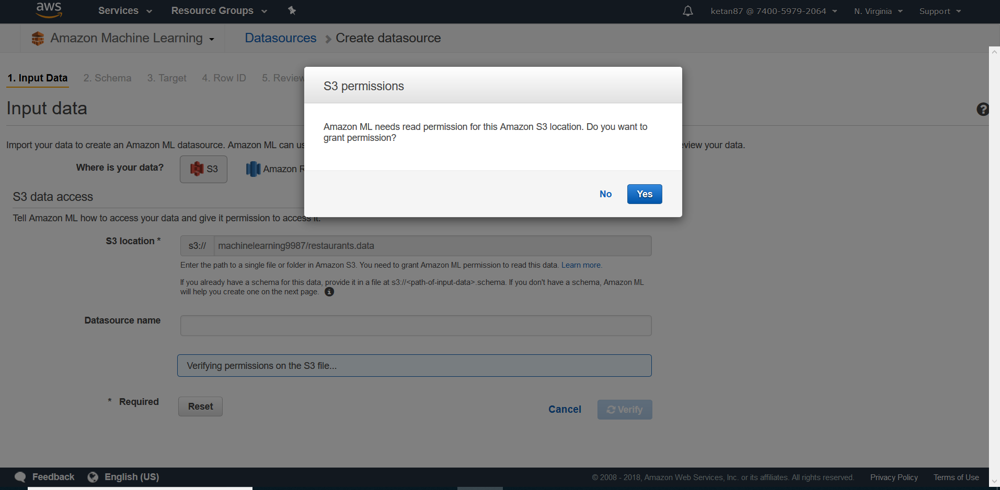 aws Services Resource Groups ketan87 @ 7400-5979-2064 N. Virginia Support
Amazon Machine Learning Datasources Create datasource
1. Input Data 2. Schema 3. Target 4. Row ID 5. Review
S3 permissions
Input data
Amazon ML needs read permission for this Amazon S3 location. Do you want to
grant permission?
Import your data to create an Amazon ML datasource. Amazon ML can us
eview your data.
Where is your data? S3 Amazon R
No Yes
S3 data access
Tell Amazon ML how to access your data and give it permission to access it.
S3 location * s3:// machinelearning9987/restaurants.data
Enter the path to a single file or folder in Amazon S3. You need to grant Amazon ML permission to read this data. Learn more.
If you already have a schema for this data, provide it in a file at s3://<path-of-input-data>.schema. If you don't have a schema, Amazon ML
will help you create one on the next page.
Datasource name
Verifying permissions on the S3 file...
* Required Reset Cancel Verify
Feedback English (US) © 2008 - 2018, Amazon Web Services, Inc. or its affiliates. All rights reserved. Privacy Policy Terms of Use